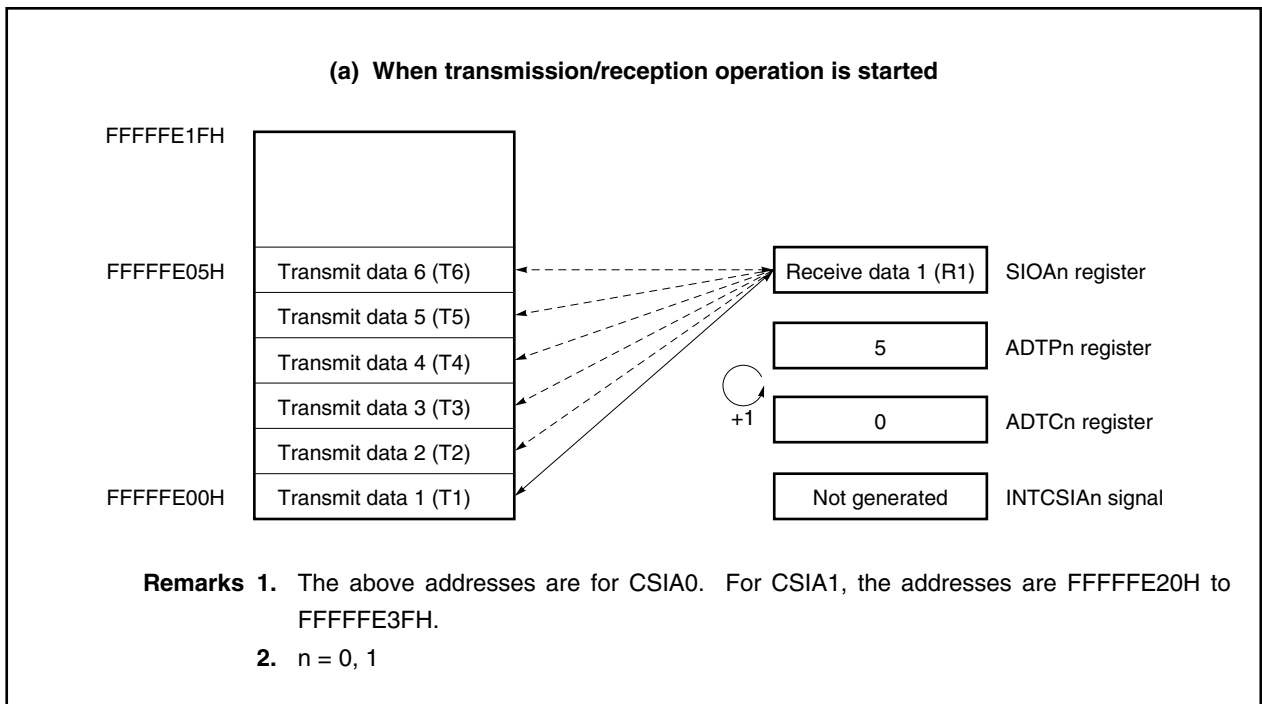 (a) When transmission/reception operation is started
FFFFFE1FH
FFFFFE05H
Transmit data 6 (T6)
Receive data 1 (R1)
SIOAn register
Transmit data 5 (T5)
5
ADTPn register
Transmit data 4 (T4)
Transmit data 3 (T3)
+1
0
ADTCn register
Transmit data 2 (T2)
FFFFFE00H
Transmit data 1 (T1)
Not generated
INTCSIAn signal
Remarks 1. The above addresses are for CSIA0. For CSIA1, the addresses are FFFFFE20H to
FFFFFE3FH.
2. n = 0, 1